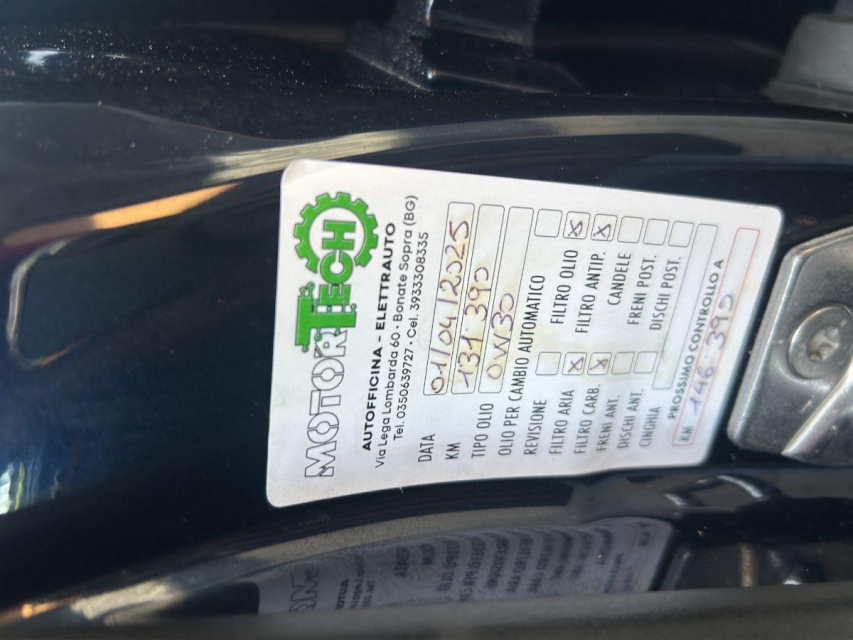 MOTORTECH
AUTOFFICINA - ELETTRAUTO
Via Lega Lombarda 60 · Bonate Sopra (BG)
Tel. 0350639727 · Cel. 3933308335
DATA 01/04/2025
KM 131.390
TIPO OLIO 0W30
OLIO PER CAMBIO AUTOMATICO
REVISIONE
FILTRO ARIA X FILTRO OLIO X
FILTRO CARB. X FILTRO ANTIP. X
FRENI ANT. CANDELE
DISCHI ANT. FRENI POST.
CINGHIA DISCHI POST.
PROSSIMO CONTROLLO A
KM 146.390